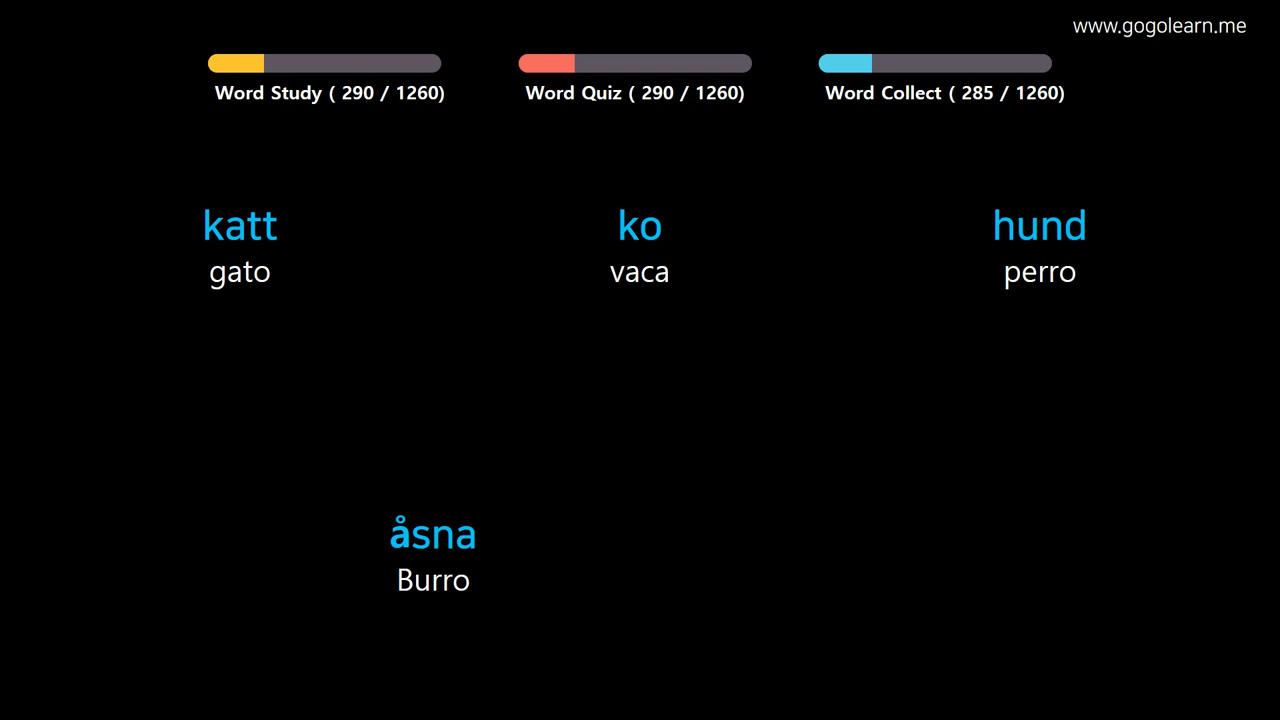 www.gogolearn.me
Word Study ( 290 / 1260)
Word Quiz ( 290 / 1260)
Word Collect ( 285 / 1260)
katt
gato
ko
vaca
hund
perro
åsna
Burro